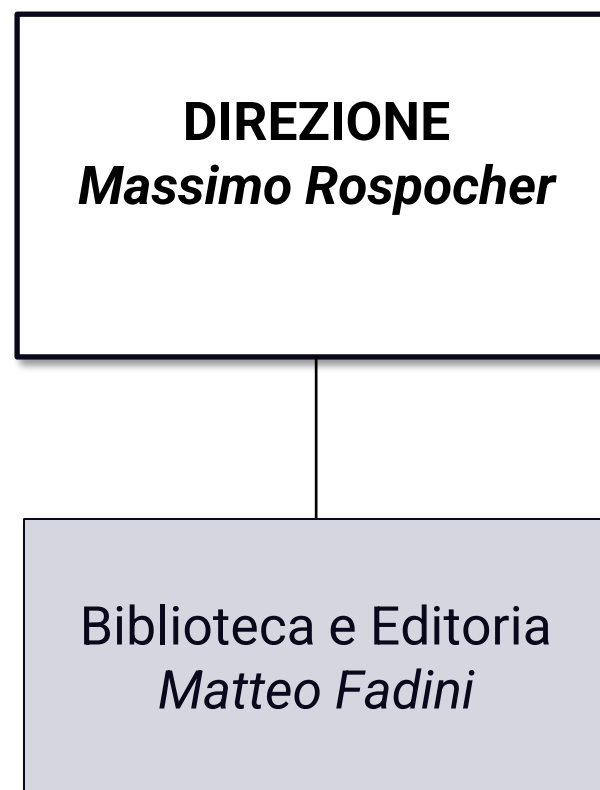 DIREZIONE
Massimo Rospocher
Biblioteca e Editoria
Matteo Fadini